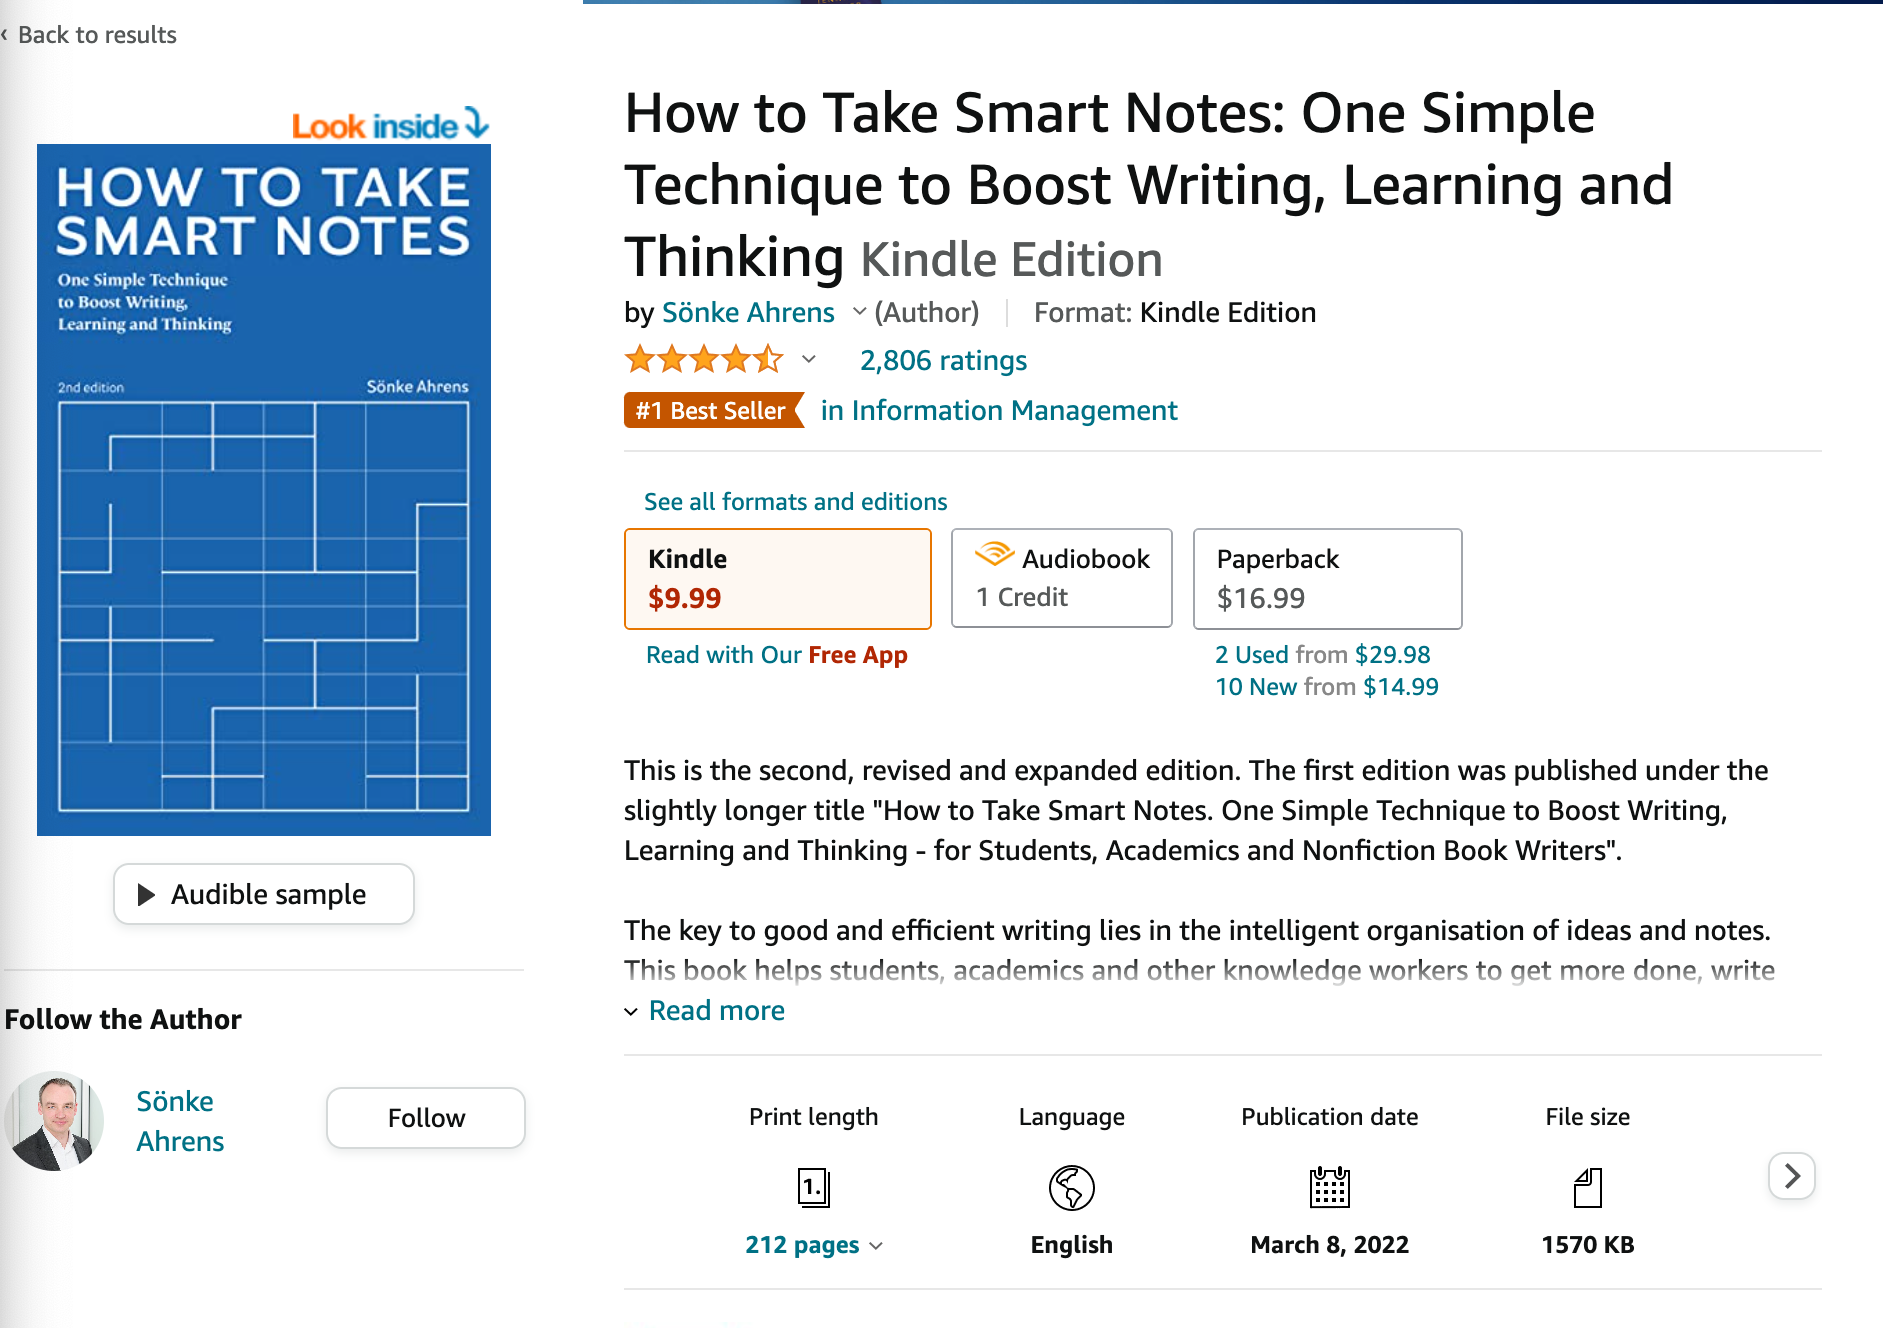 ‹ Back to results
Look inside
HOW TO TAKE
SMART NOTES
One Simple Technique
to Boost Writing,
Learning and Thinking
2nd edition
Sönke Ahrens
Audible sample
Follow the Author
Sönke
Ahrens
Follow
How to Take Smart Notes: One Simple
Technique to Boost Writing, Learning and
Thinking Kindle Edition
by Sönke Ahrens (Author) Format: Kindle Edition
2,806 ratings
#1 Best Seller in Information Management
See all formats and editions
Kindle
$9.99
Read with Our Free App
Audiobook
1 Credit
Paperback
$16.99
2 Used from $29.98
10 New from $14.99
This is the second, revised and expanded edition. The first edition was published under the
slightly longer title "How to Take Smart Notes. One Simple Technique to Boost Writing,
Learning and Thinking - for Students, Academics and Nonfiction Book Writers".
The key to good and efficient writing lies in the intelligent organisation of ideas and notes.
This book helps students, academics and other knowledge workers to get more done, write
Read more
Print length
1.
212 pages
Language
English
Publication date
March 8, 2022
File size
1570 KB